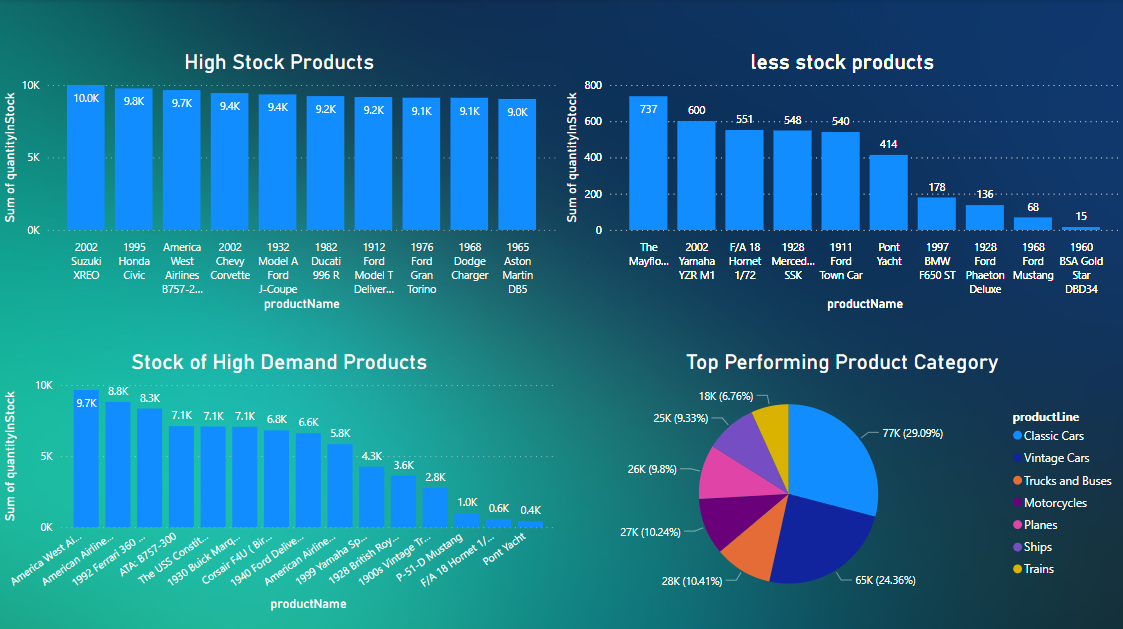 High Stock Products
Sum of quantityInStock
10K
5K
0K
10.0K
9.8K
9.7K
9.4K
9.4K
9.2K
9.2K
9.1K
9.1K
9.0K
2002
Suzuki
XREO
1995
Honda
Civic
America
West
Airlines
B757-2...
2002
Chevy
Corvette
1932
Model A
Ford
J-Coupe
1982
Ducati
996 R
1912
Ford
Model T
Deliver...
1976
Ford
Gran
Torino
1968
Dodge
Charger
1965
Aston
Martin
DB5
productName
less stock products
Sum of quantityInStock
800
600
400
200
0
737
600
551
548
540
414
178
136
68
15
The
Mayflo...
2002
Yamaha
YZR M1
F/A 18
Hornet
1/72
1928
Merced...
SSK
1911
Ford
Town Car
Pont
Yacht
1997
BMW
F650 ST
1928
Ford
Phaeton
Deluxe
1968
Ford
Mustang
1960
BSA Gold
Star
DBD34
productName
Stock of High Demand Products
Sum of quantityInStock
10K
5K
0K
9.7K
8.8K
8.3K
7.1K
7.1K
7.1K
6.8K
6.6K
5.8K
4.3K
3.6K
2.8K
1.0K
0.6K
0.4K
America West Ai...
American Airline...
1992 Ferrari 360 ...
ATA: B757-300
The USS Constit...
1930 Buick Marq...
Corsair F4U ( Bir...
1940 Ford Delive...
American Airline...
1999 Yamaha Sp...
1928 British Roy...
1900s Vintage Tr...
P-51-D Mustang
F/A 18 Hornet 1/...
Pont Yacht
productName
Top Performing Product Category
18K (6.76%)
25K (9.33%)
26K (9.8%)
27K (10.24%)
28K (10.41%)
77K (29.09%)
65K (24.36%)
productLine
Classic Cars
Vintage Cars
Trucks and Buses
Motorcycles
Planes
Ships
Trains